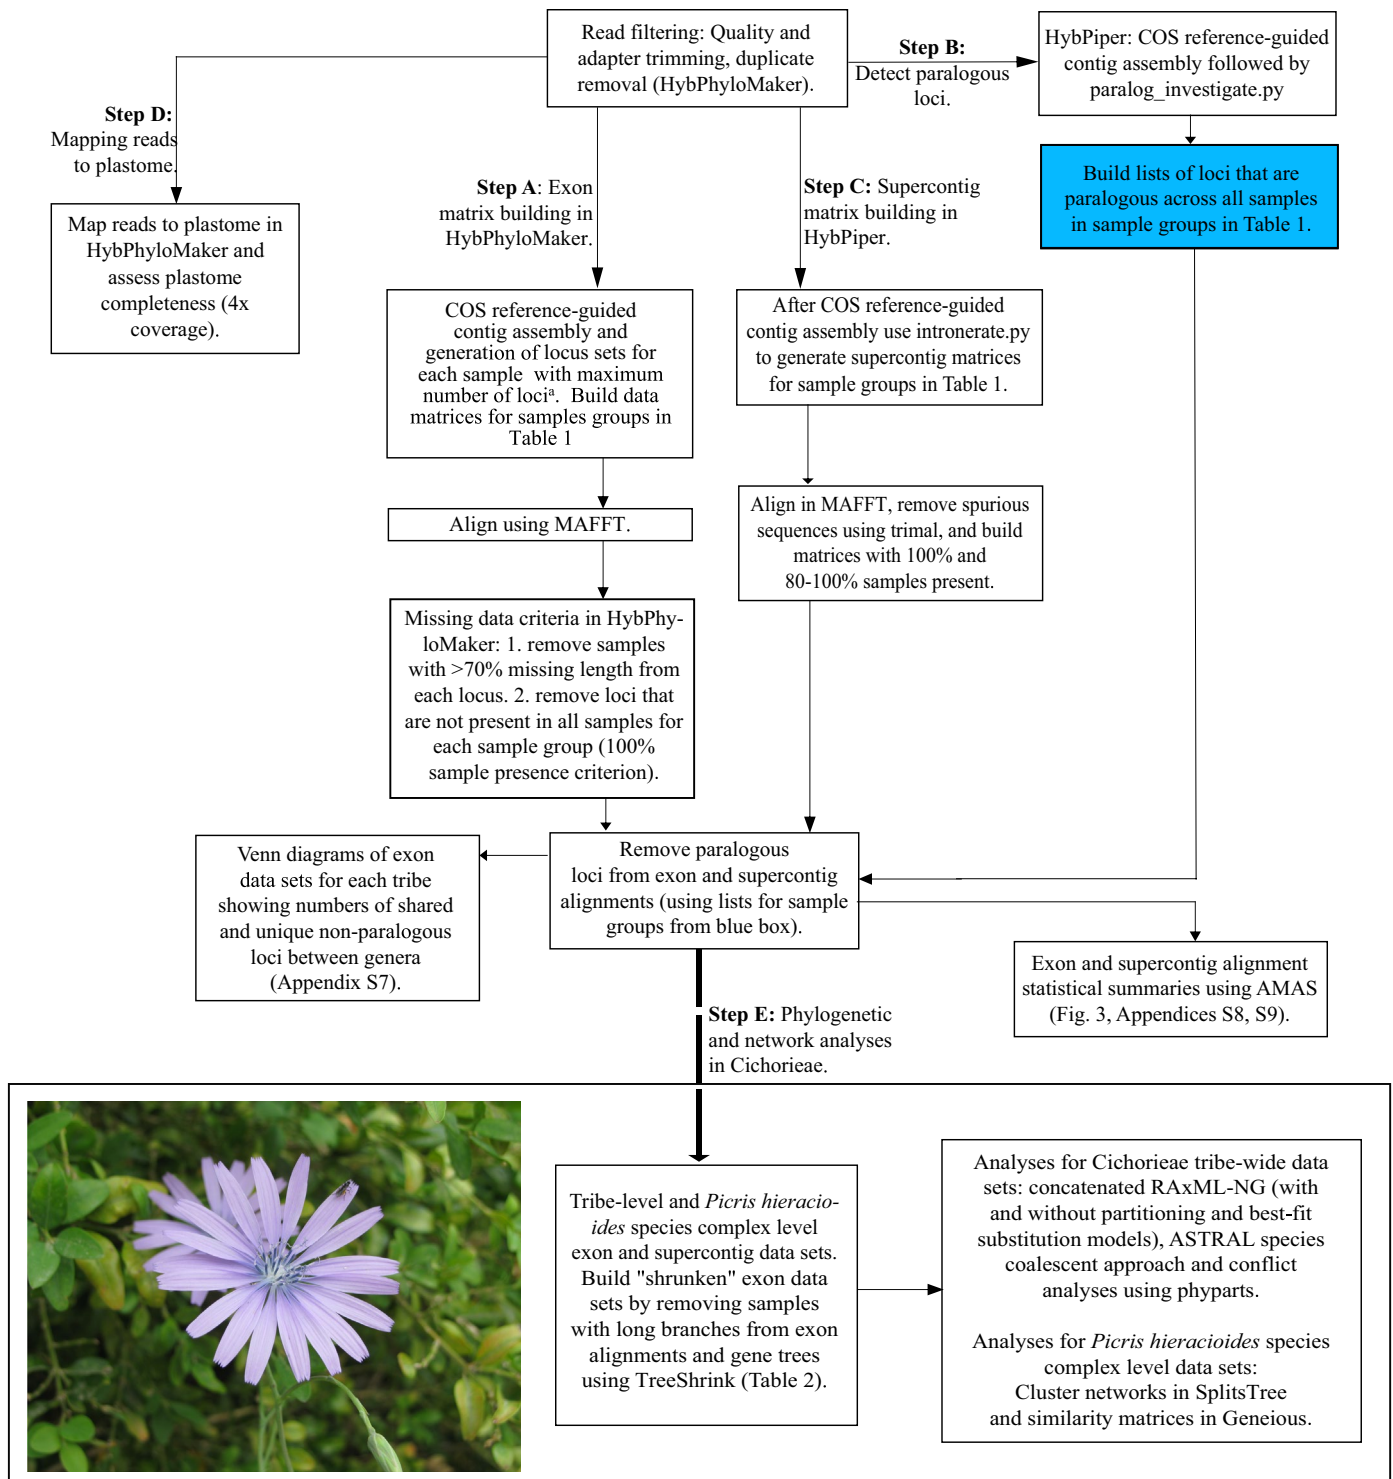 Read filtering: Quality and
adapter trimming, duplicate
removal (HybPhyloMaker).
Step B:
Detect paralogous
loci.
HybPiper: COS reference-guided
contig assembly followed by
paralog_investigate.py
Step D:
Mapping reads
to plastome.
Build lists of loci that are
paralogous across all samples
in sample groups in Table 1.
Step A: Exon
matrix building in
HybPhyloMaker.
Step C: Supercontig
matrix building in
HybPiper.
Map reads to plastome in
HybPhyloMaker and
assess plastome
completeness (4x
coverage).
COS reference-guided
contig assembly and
generation of locus sets for
each sample with maximum
number of lociª. Build data
matrices for samples groups in
Table 1
After COS reference-guided
contig assembly use intronerate.py
to generate supercontig matrices
for sample groups in Table 1.
Align using MAFFT.
Align in MAFFT, remove spurious
sequences using trimal, and build
matrices with 100% and
80-100% samples present.
Missing data criteria in HybPhy-
loMaker: 1. remove samples
with >70% missing length from
each locus. 2. remove loci that
are not present in all samples for
each sample group (100%
sample presence criterion).
Venn diagrams of exon
data sets for each tribe
showing numbers of shared
and unique non-paralogous
loci between genera
(Appendix S7).
Remove paralogous
loci from exon and supercontig
alignments (using lists for sample
groups from blue box).
Exon and supercontig alignment
statistical summaries using AMAS
(Fig. 3, Appendices S8, S9).
Step E: Phylogenetic
and network analyses
in Cichorieae.
Tribe-level and Picris hieracio-
ides species complex level
exon and supercontig data sets.
Build "shrunken" exon data
sets by removing samples
with long branches from exon
alignments and gene trees
using TreeShrink (Table 2).
Analyses for Cichorieae tribe-wide data
sets: concatenated RAxML-NG (with
and without partitioning and best-fit
substitution models), ASTRAL species
coalescent approach and conflict
analyses using phyparts.
Analyses for Picris hieracioides species
complex level data sets:
Cluster networks in SplitsTree
and similarity matrices in Geneious.